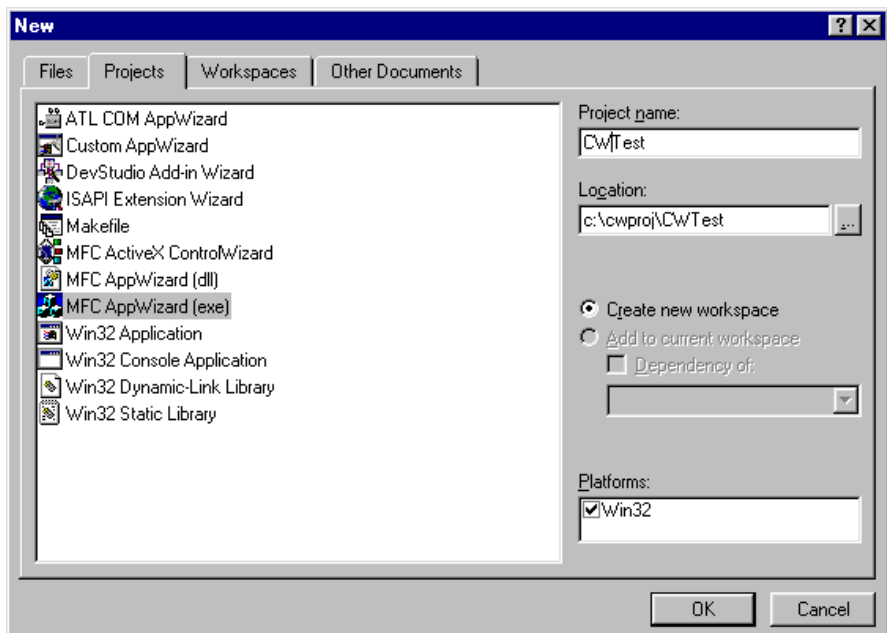 New
Files Projects Workspaces Other Documents
ATL COM AppWizard
Custom AppWizard
DevStudio Add-in Wizard
ISAPI Extension Wizard
Makefile
MFC ActiveX ControlWizard
MFC AppWizard (dll)
MFC AppWizard (exe)
Win32 Application
Win32 Console Application
Win32 Dynamic-Link Library
Win32 Static Library
Project name:
CWTest
Location:
c:\cwproj\CWTest
...
Create new workspace
Add to current workspace
Dependency of:
Platforms:
Win32
OK Cancel